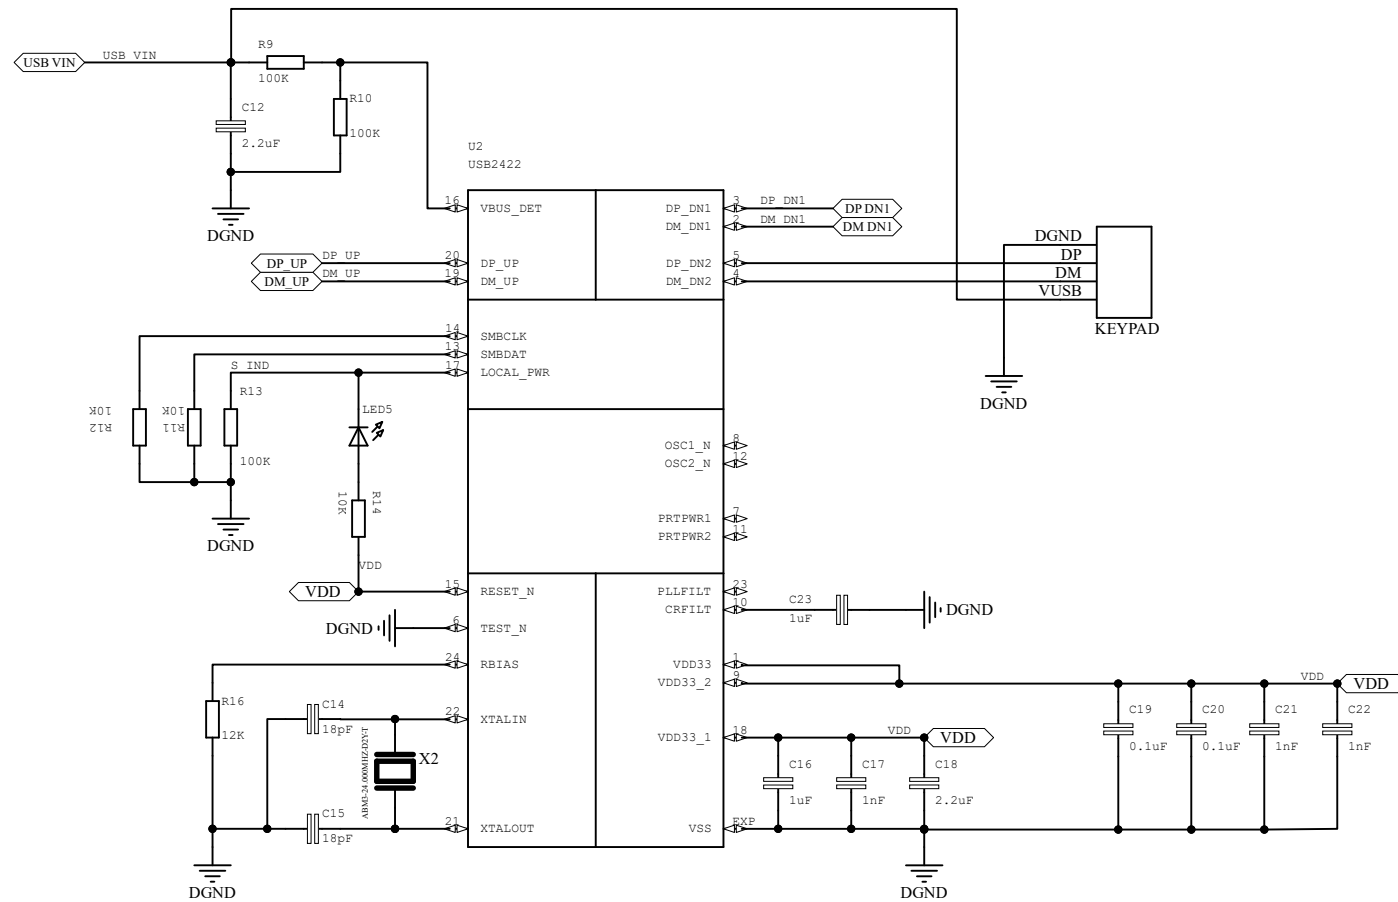 USB VIN
USB VIN
R9
100K
C12
2.2uF
R10
100K
DGND
U2
USB2422
16
VBUS_DET
3
DP_DN1
DP_DN1
DP DN1
2
DM_DN1
DM_DN1
DM DN1
DP_UP
DP_UP
20
DP_UP
5
DP_DN2
DM_UP
DM_UP
19
DM_UP
4
DM_DN2
DGND
DP
DM
VUSB
KEYPAD
DGND
14
SMBCLK
13
SMBDAT
S_IND
17
LOCAL_PWR
10K
R12
10K
R11
R13
100K
DGND
LED5
R14
10K
VDD
VDD
8
OSC1_N
12
OSC2_N
7
PRTPWR1
11
PRTPWR2
15
RESET_N
23
PLLFILT
10
CRFILT
C23
1uF
DGND
DGND
6
TEST_N
24
RBIAS
1
VDD33
9
VDD33_2
VDD
VDD
R16
12K
C14
18pF
22
XTALIN
X2
ABM3-24.000MHZ-D2Y-T
C15
18pF
21
XTALOUT
DGND
18
VDD33_1
VDD
VDD
C16
1uF
C17
1nF
C18
2.2uF
EXP
VSS
DGND
C19
0.1uF
C20
0.1uF
C21
1nF
C22
1nF